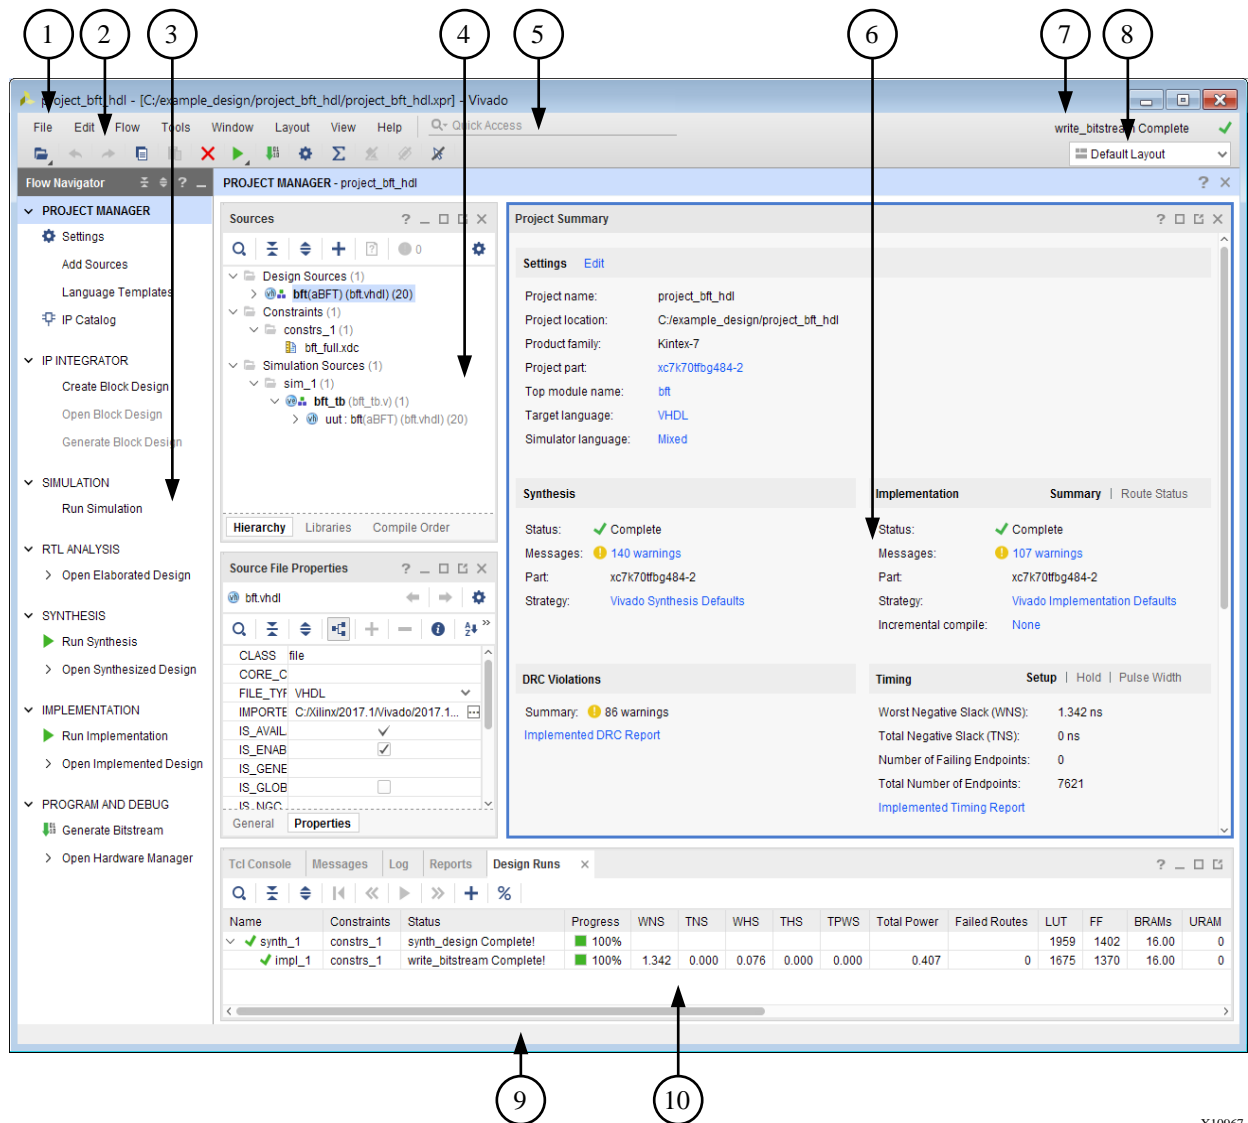 1 2 3 4 5 6 7 8
project_bft_hdl - [C:/example_design/project_bft_hdl/project_bft_hdl.xpr] - Vivado
File Edit Flow Tools Window Layout View Help Quick Access write_bitstream Complete
Default Layout
Flow Navigator ? PROJECT MANAGER - project_bft_hdl ?
PROJECT MANAGER
Settings
Add Sources
Language Templates
IP Catalog
IP INTEGRATOR
Create Block Design
Open Block Design
Generate Block Design
SIMULATION
Run Simulation
RTL ANALYSIS
Open Elaborated Design
SYNTHESIS
Run Synthesis
Open Synthesized Design
IMPLEMENTATION
Run Implementation
Open Implemented Design
PROGRAM AND DEBUG
Generate Bitstream
Open Hardware Manager
Sources ?
? 0
Design Sources (1)
bft(aBFT) (bft.vhdl) (20)
Constraints (1)
constrs_1 (1)
bft_full.xdc
Simulation Sources (1)
sim_1 (1)
bft_tb (bft_tb.v) (1)
uut : bft(aBFT) (bft.vhdl) (20)
Hierarchy Libraries Compile Order
Source File Properties ?
bft.vhdl
CLASS file
CORE_C
FILE_TYF VHDL
IMPORTE C:/Xilinx/2017.1/Vivado/2017.1...
IS_AVAIL
IS_ENAB
IS_GENE
IS_GLOB
IS_NGC
General Properties
Project Summary ?
Settings Edit
Project name: project_bft_hdl
Project location: C:/example_design/project_bft_hdl
Product family: Kintex-7
Project part: xc7k70tfbg484-2
Top module name: bft
Target language: VHDL
Simulator language: Mixed
Synthesis
Status: Complete
Messages: 140 warnings
Part: xc7k70tfbg484-2
Strategy: Vivado Synthesis Defaults
Implementation Summary | Route Status
Status: Complete
Messages: 107 warnings
Part: xc7k70tfbg484-2
Strategy: Vivado Implementation Defaults
Incremental compile: None
DRC Violations
Summary: 86 warnings
Implemented DRC Report
Timing Setup | Hold | Pulse Width
Worst Negative Slack (WNS): 1.342 ns
Total Negative Slack (TNS): 0 ns
Number of Failing Endpoints: 0
Total Number of Endpoints: 7621
Implemented Timing Report
Tcl Console Messages Log Reports Design Runs ?
%
Name Constraints Status Progress WNS TNS WHS THS TPWS Total Power Failed Routes LUT FF BRAMs URAM
synth_1 constrs_1 synth_design Complete! 100% 1959 1402 16.00 0
impl_1 constrs_1 write_bitstream Complete! 100% 1.342 0.000 0.076 0.000 0.000 0.407 0 1675 1370 16.00 0
9 10